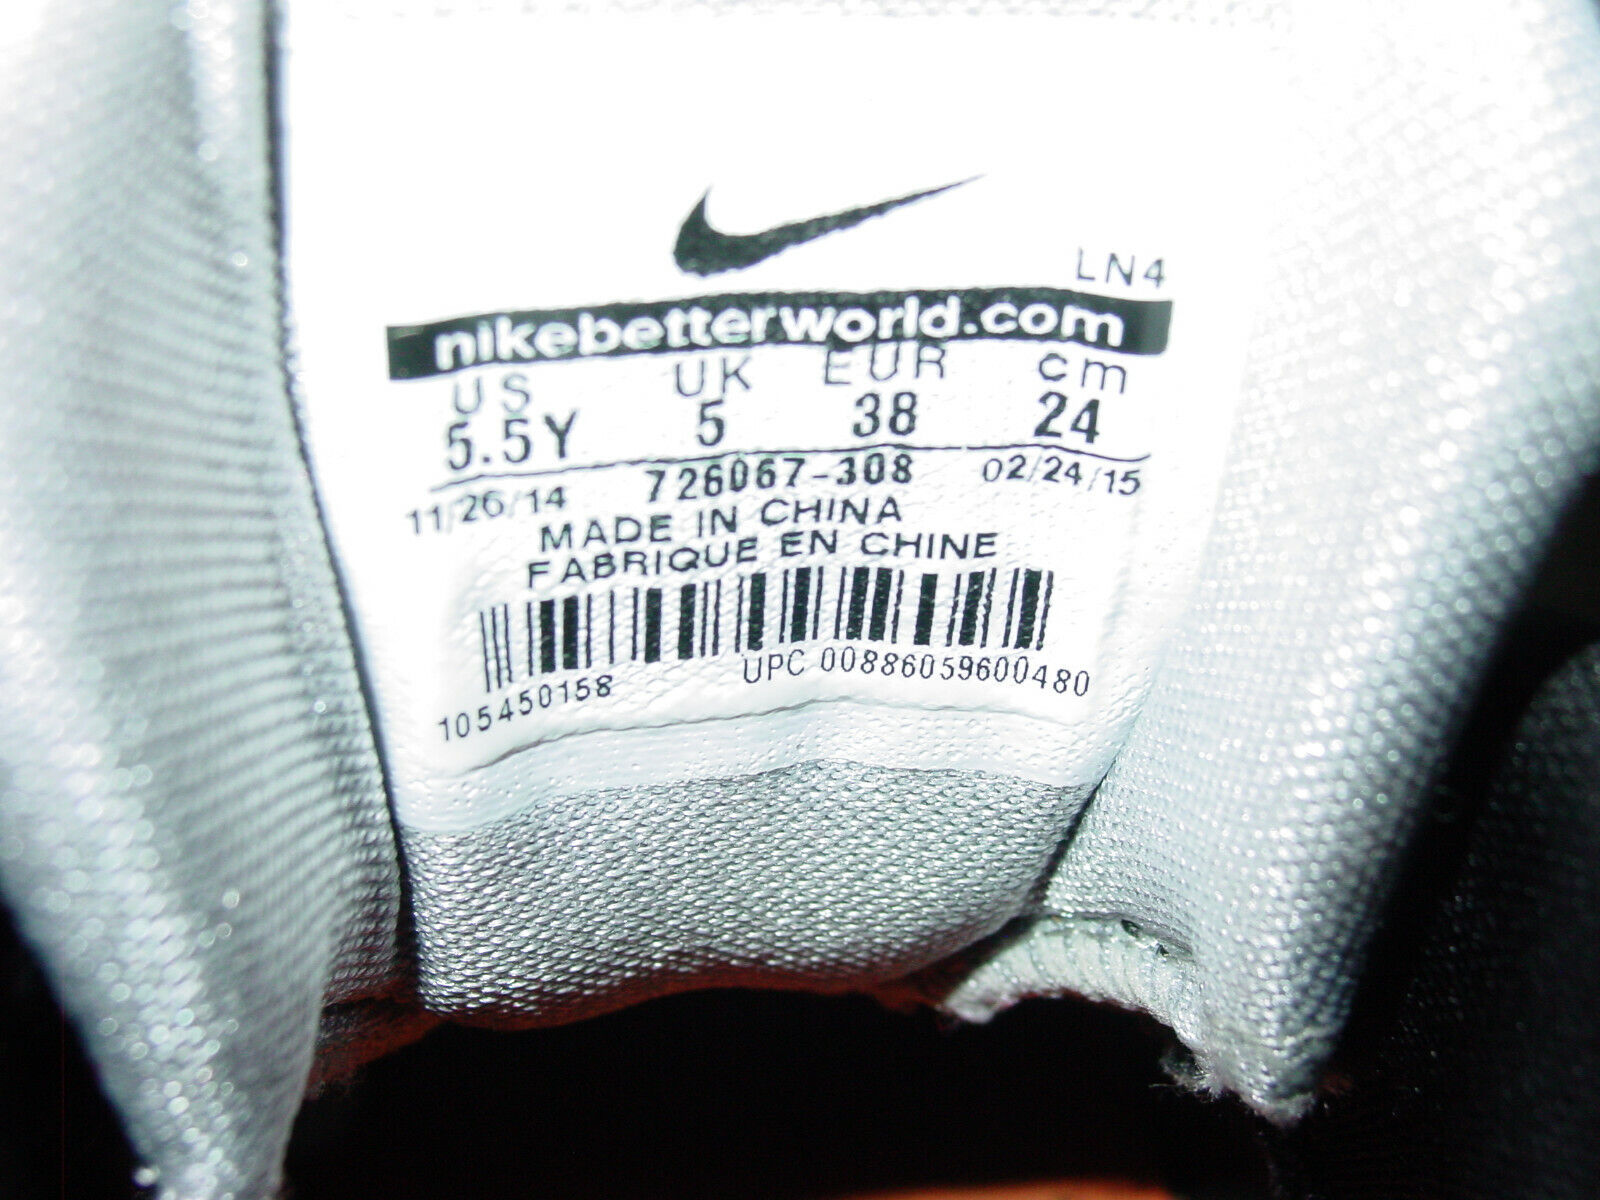 LN4
nikebetterworld.com
US UK EUR cm
5.5Y 5 38 24
11/26/14 726067-308 02/24/15
MADE IN CHINA
FABRIQUE EN CHINE
105450158 UPC 00886059600480